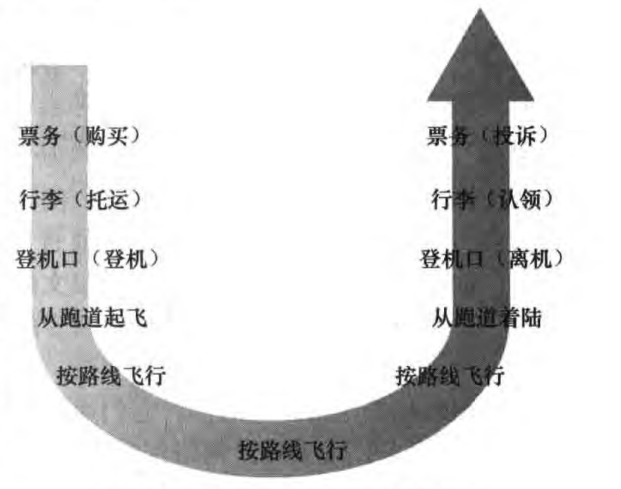 票务（购买）
行李（托运）
登机口（登机）
从跑道起飞
按路线飞行
按路线飞行
按路线飞行
从跑道着陆
登机口（离机）
行李（认领）
票务（投诉）